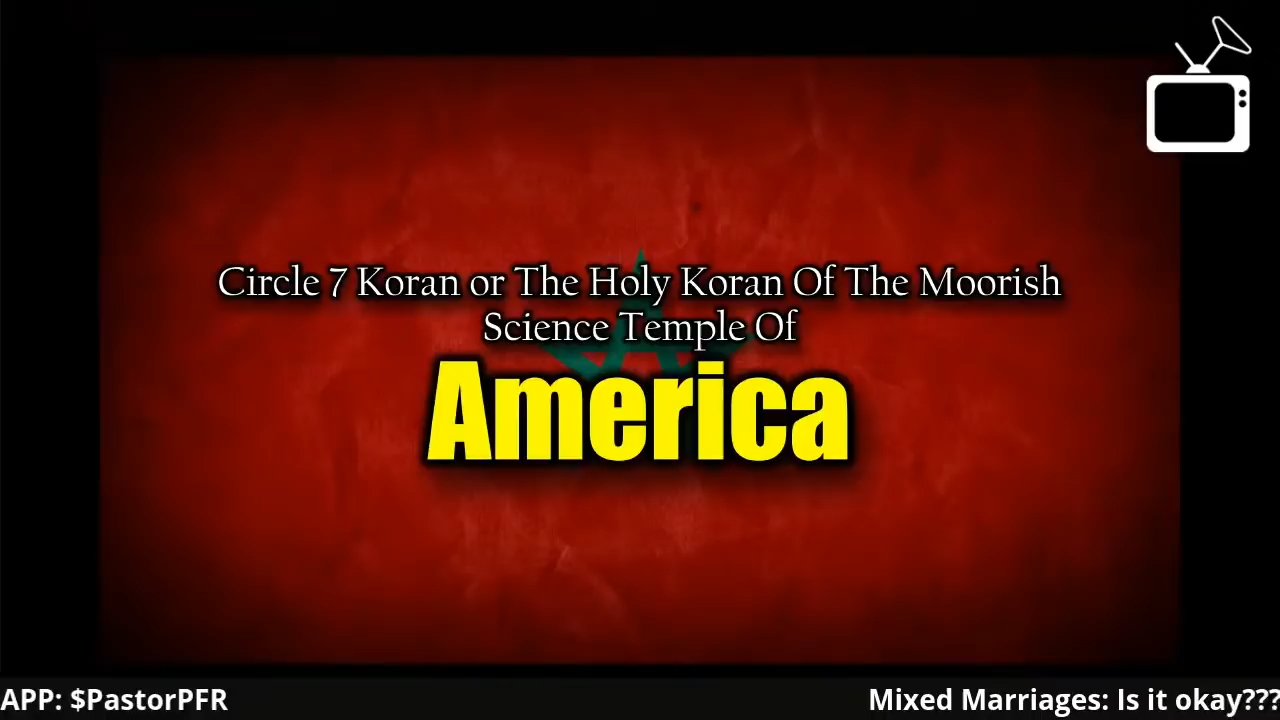 Circle 7 Koran or The Holy Koran Of The Moorish
Science Temple Of
America
APP: $PastorPFR
Mixed Marriages: Is it okay???